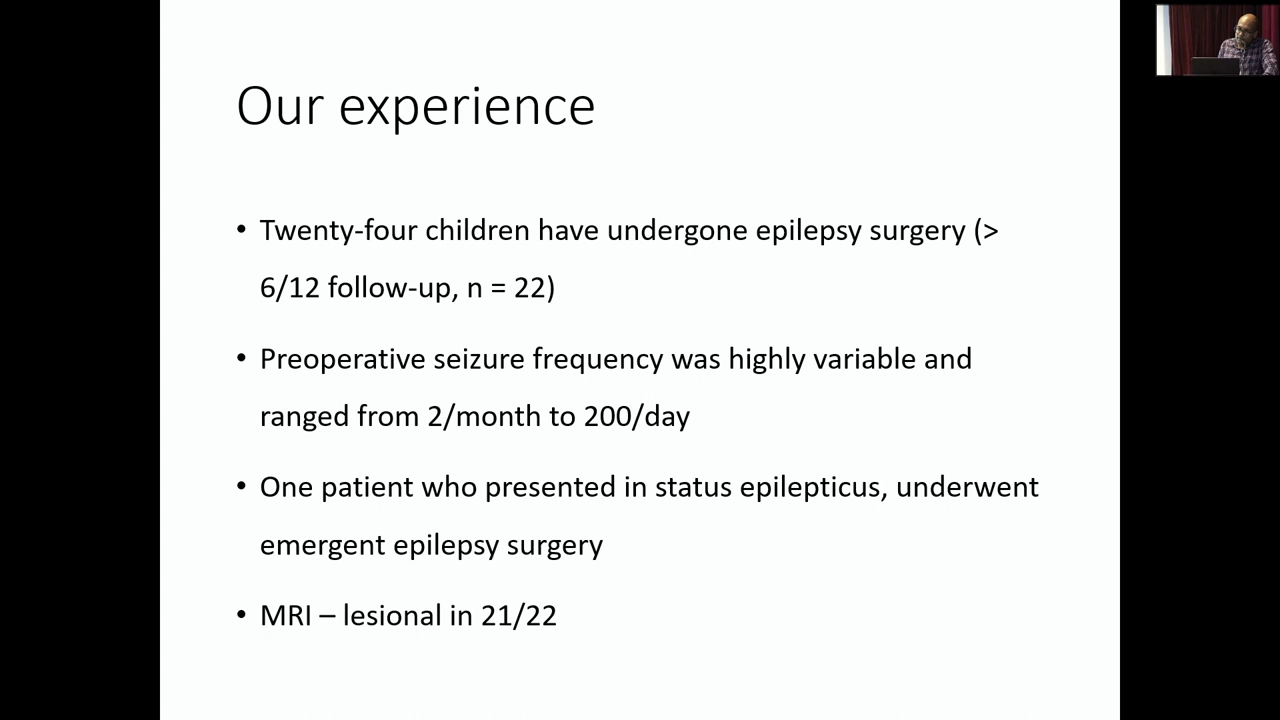 Our experience
• Twenty-four children have undergone epilepsy surgery (>
6/12 follow-up, n = 22)
• Preoperative seizure frequency was highly variable and
ranged from 2/month to 200/day
• One patient who presented in status epilepticus, underwent
emergent epilepsy surgery
• MRI – lesional in 21/22